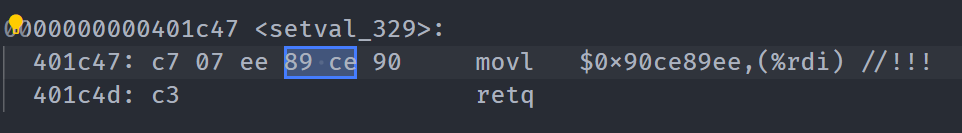 0000000000401c47 <setval_329>:
401c47: c7 07 ee 89 ce 90 movl $0x90ce89ee,(%rdi) //!!!
401c4d: c3 retq